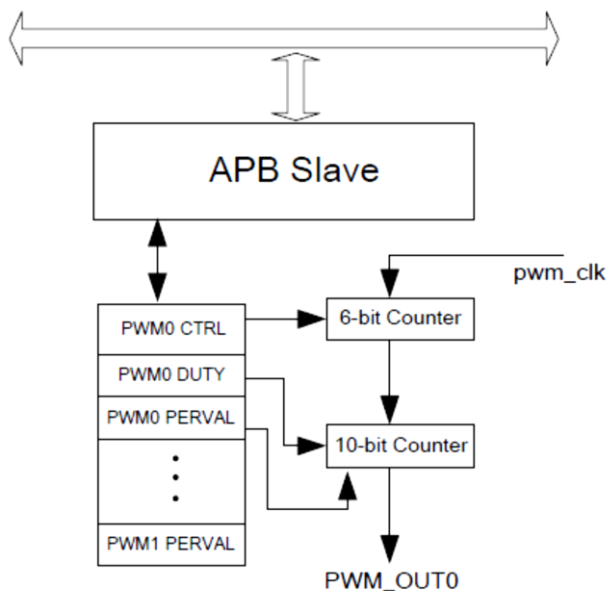 APB Slave
pwm_clk
PWM0 CTRL
6-bit Counter
PWM0 DUTY
PWM0 PERVAL
10-bit Counter
PWM1 PERVAL
PWM_OUT0